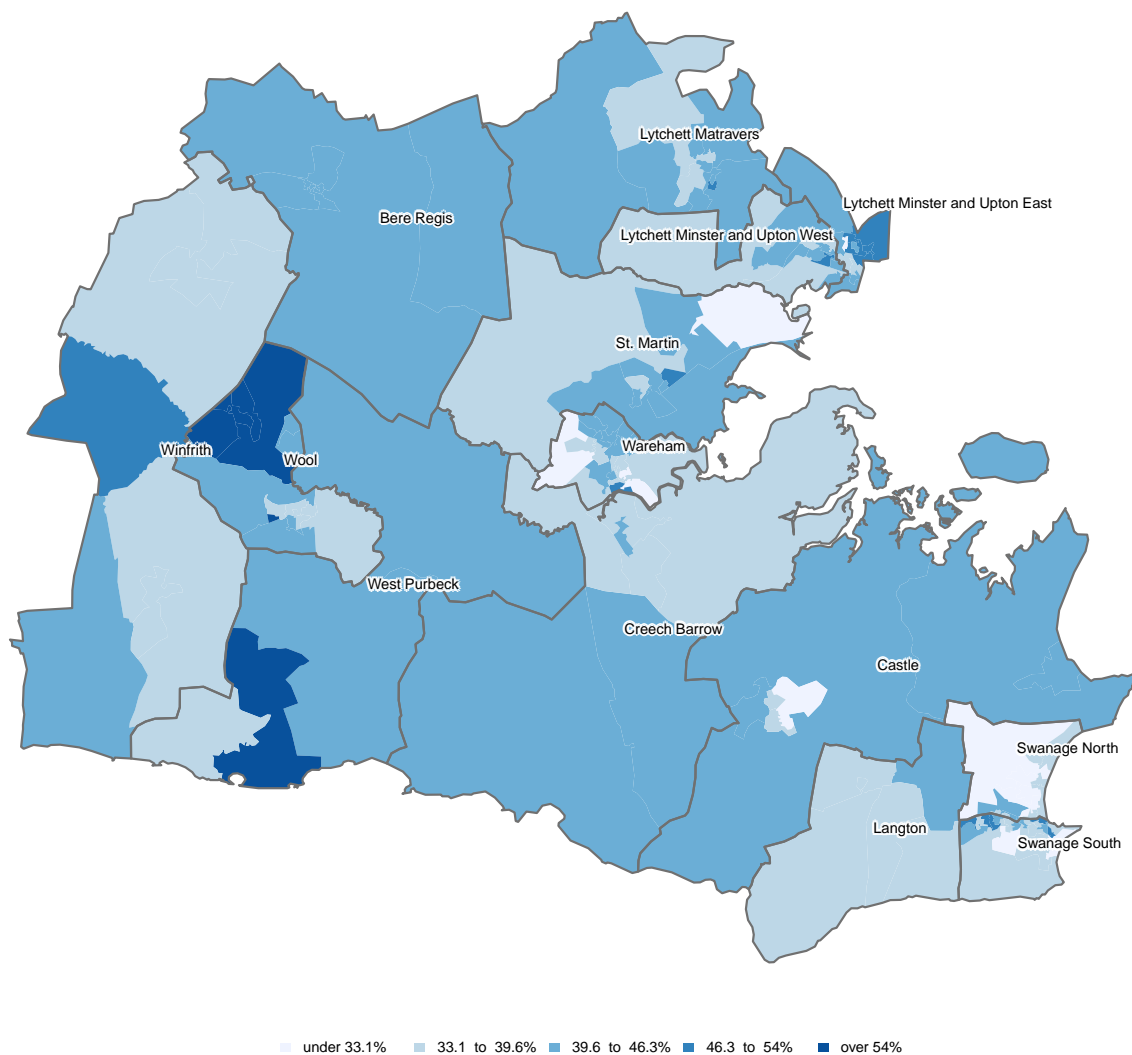 Lytchett Matravers
Lytchett Minster and Upton East
Bere Regis
Lytchett Minster and Upton West
St. Martin
Wareham
Winfrith
Wool
West Purbeck
Creech Barrow
Castle
Swanage North
Langton
Swanage South
under 33.1% 33.1 to 39.6% 39.6 to 46.3% 46.3 to 54% over 54%